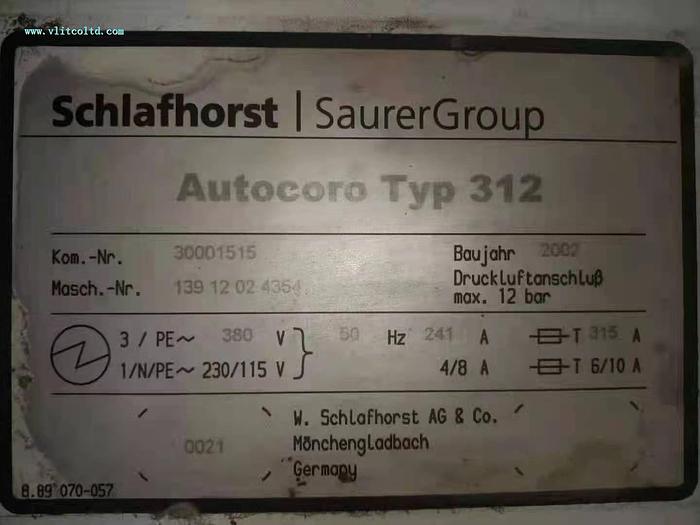 www.vlitcoltd.com
Schlafhorst | SaurerGroup
Autocoro Typ 312
Kom.-Nr. 30001515 Baujahr 2002
Masch.-Nr. 139 12 02 4354 Druckluftanschluß
max. 12 bar
3 / PE~ 380 V 50 Hz 241 A T 315 A
1/N/PE~ 230/115 V 4/8 A T 6/10 A
W. Schlafhorst AG & Co.
0021 Mönchengladbach
Germany
8.89 070-057